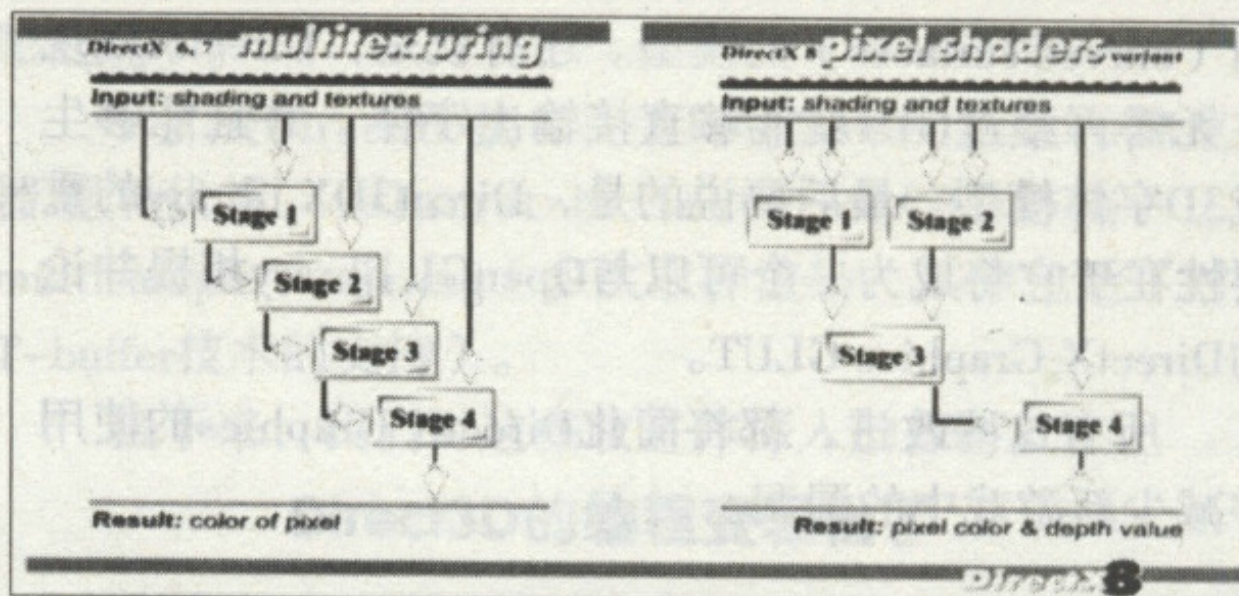 DirectX 6, 7 multitexturing
Input: shading and textures
Stage 1
Stage 2
Stage 3
Stage 4
Result: color of pixel
DirectX 8 pixel shaders variant
Input: shading and textures
Stage 1 Stage 2
Stage 3
Stage 4
Result: pixel color & depth value
DirectX 8